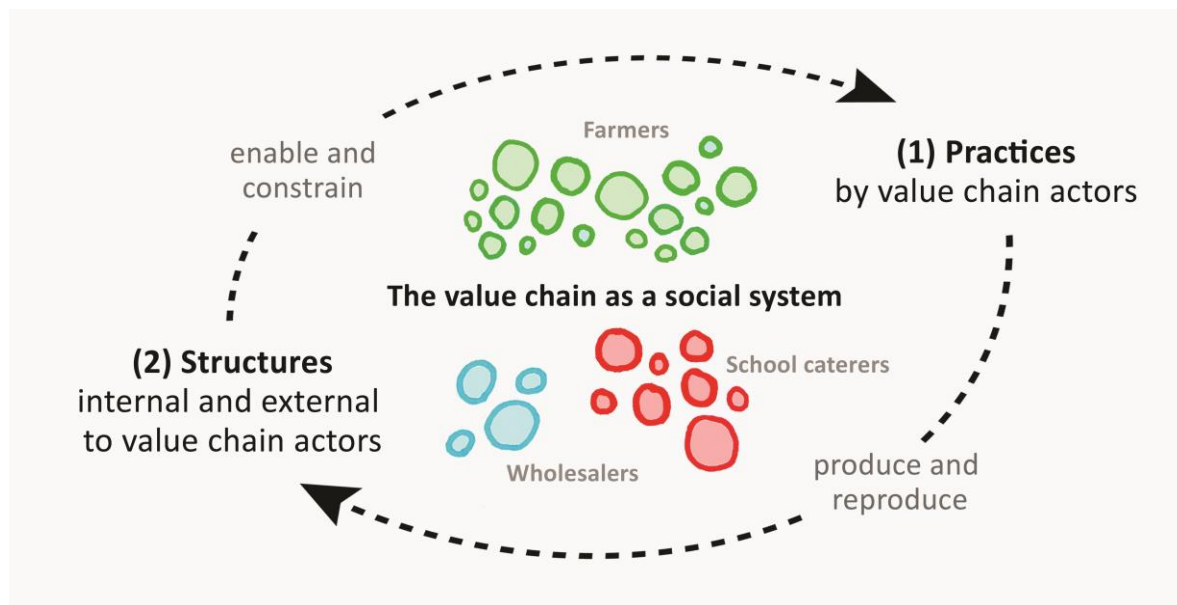 Farmers
enable and
constrain
(1) Practices
by value chain actors
The value chain as a social system
(2) Structures
internal and external
to value chain actors
School caterers
Wholesalers
produce and
reproduce